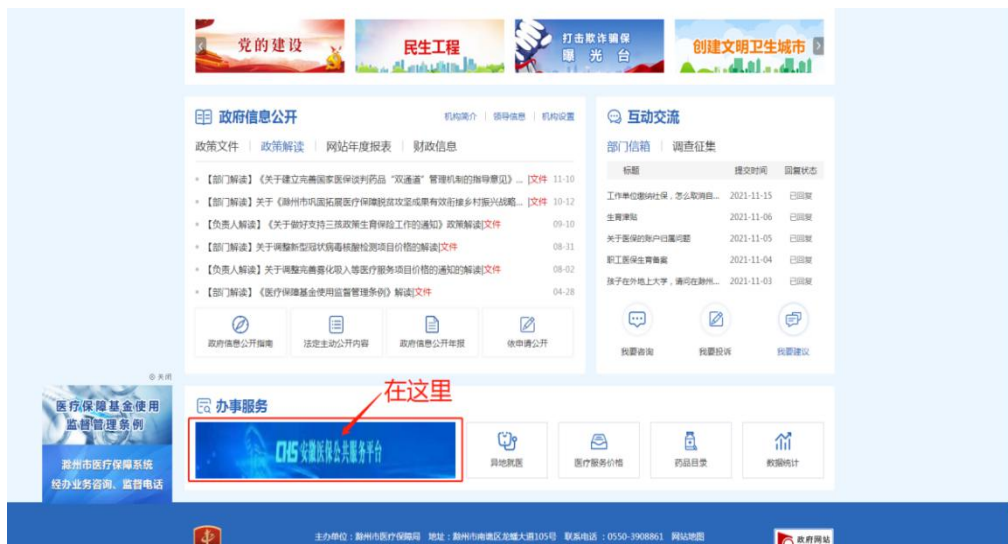 党的建设
民生工程
打击欺诈骗保
曝光台
创建文明卫生城市
政府信息公开
机构简介 | 领导信息 | 机构设置
政策文件 | 政策解读 | 网站年度报表 | 财政信息
【部门解读】《关于建立完善国家医保谈判药品“双通道”管理机制的指导意见》... [文件 11-10
【部门解读】关于《滁州市巩固拓展医疗保障脱贫攻坚成果有效衔接乡村振兴战略... [文件 10-12
【负责人解读】《关于做好支持三孩政策生育保险工作的通知》政策解读[文件 09-10
【部门解读】关于调整新型冠状病毒核酸检测项目价格的解读[文件 08-31
【负责人解读】关于调整完善雾化吸入等医疗服务项目价格的通知的解读[文件 08-02
【部门解读】《医疗保障基金使用监督管理条例》解读[文件 04-28
政府信息公开指南
法定主动公开内容
政府信息公开年报
依申请公开
互动交流
部门信箱 | 调查征集
标题 提交时间 回复状态
工作单位缴纳社保，怎么取消自... 2021-11-15 已回复
生育津贴 2021-11-06 已回复
关于医保的账户归属问题 2021-11-05 已回复
职工医保生育备案 2021-11-04 已回复
孩子在外地上大学，请问在滁州... 2021-11-03 已回复
我要咨询
我要投诉
我要建议
关闭
医疗保障基金使用
监督管理条例
滁州市医疗保障系统
经办业务咨询、监督电话
在这里
办事服务
CHS 安徽医保公共服务平台
异地就医
医疗服务价格
药品目录
数据统计
主办单位：滁州市医疗保障局 地址：滁州市南谯区龙蟠大道105号 联系电话：0550-3908861 网站地图
政府网站